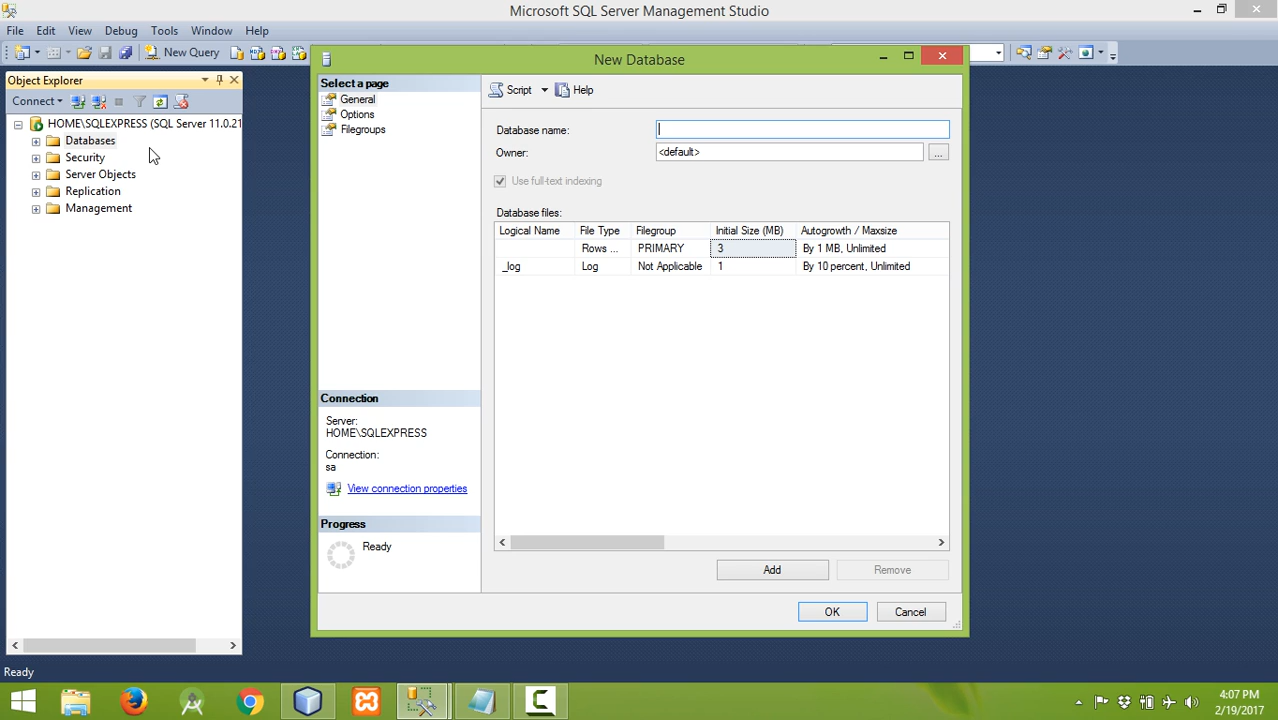 Microsoft SQL Server Management Studio
File Edit View Debug Tools Window Help
New Query
Object Explorer
Connect
HOME\SQLEXPRESS (SQL Server 11.0.21
Databases
Security
Server Objects
Replication
Management
Ready
New Database
Select a page
General
Options
Filegroups
Connection
Server:
HOME\SQLEXPRESS
Connection:
sa
View connection properties
Progress
Ready
Script Help
Database name:
Owner: <default> ...
Use full-text indexing
Database files:
Logical Name File Type Filegroup Initial Size (MB) Autogrowth / Maxsize
Rows ... PRIMARY 3 By 1 MB, Unlimited
_log Log Not Applicable 1 By 10 percent, Unlimited
Add Remove
OK Cancel
4:07 PM
2/19/2017